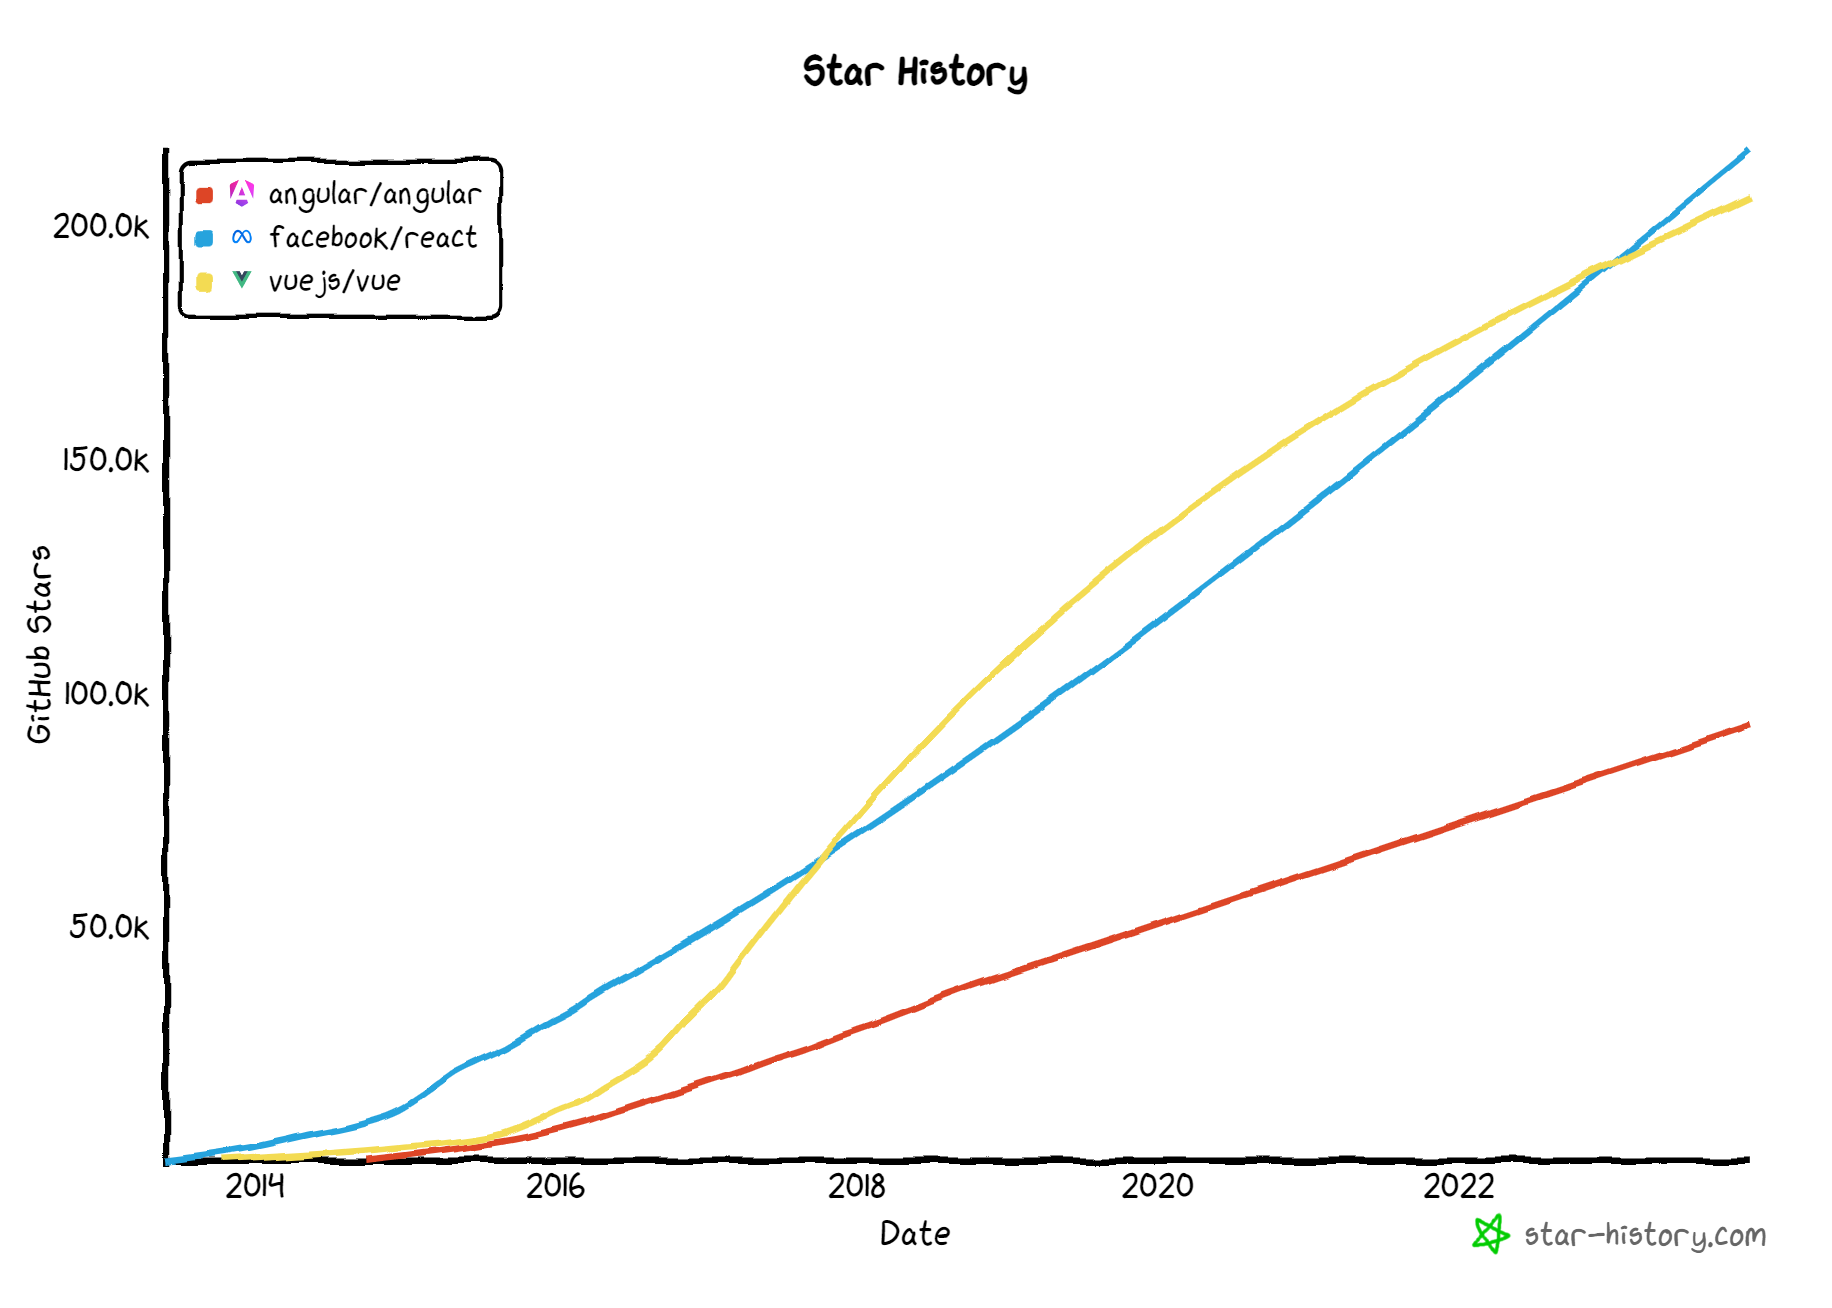 Star History
angular/angular
facebook/react
vuejs/vue
200.0k
150.0k
100.0k
50.0k
GitHub Stars
2014 2016 2018 2020 2022
Date
star-history.com